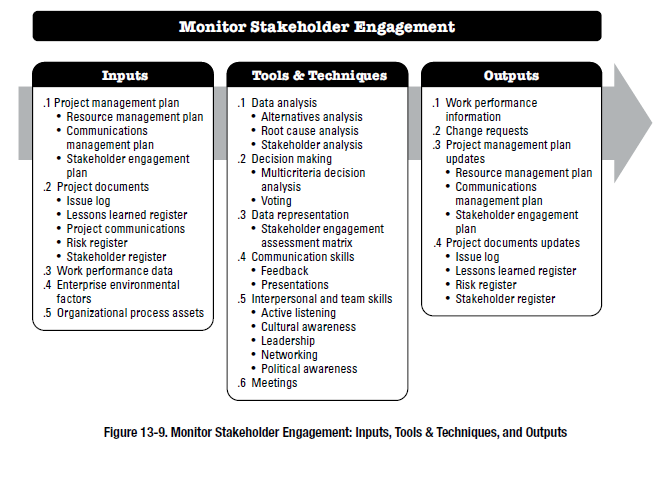 Monitor Stakeholder Engagement
Inputs
.1 Project management plan
• Resource management plan
• Communications
management plan
• Stakeholder engagement
plan
.2 Project documents
• Issue log
• Lessons learned register
• Project communications
• Risk register
• Stakeholder register
.3 Work performance data
.4 Enterprise environmental
factors
.5 Organizational process assets
Tools & Techniques
.1 Data analysis
• Alternatives analysis
• Root cause analysis
• Stakeholder analysis
.2 Decision making
• Multicriteria decision
analysis
• Voting
.3 Data representation
• Stakeholder engagement
assessment matrix
.4 Communication skills
• Feedback
• Presentations
.5 Interpersonal and team skills
• Active listening
• Cultural awareness
• Leadership
• Networking
• Political awareness
.6 Meetings
Outputs
.1 Work performance
information
.2 Change requests
.3 Project management plan
updates
• Resource management plan
• Communications
management plan
• Stakeholder engagement
plan
.4 Project documents updates
• Issue log
• Lessons learned register
• Risk register
• Stakeholder register
Figure 13-9. Monitor Stakeholder Engagement: Inputs, Tools & Techniques, and Outputs